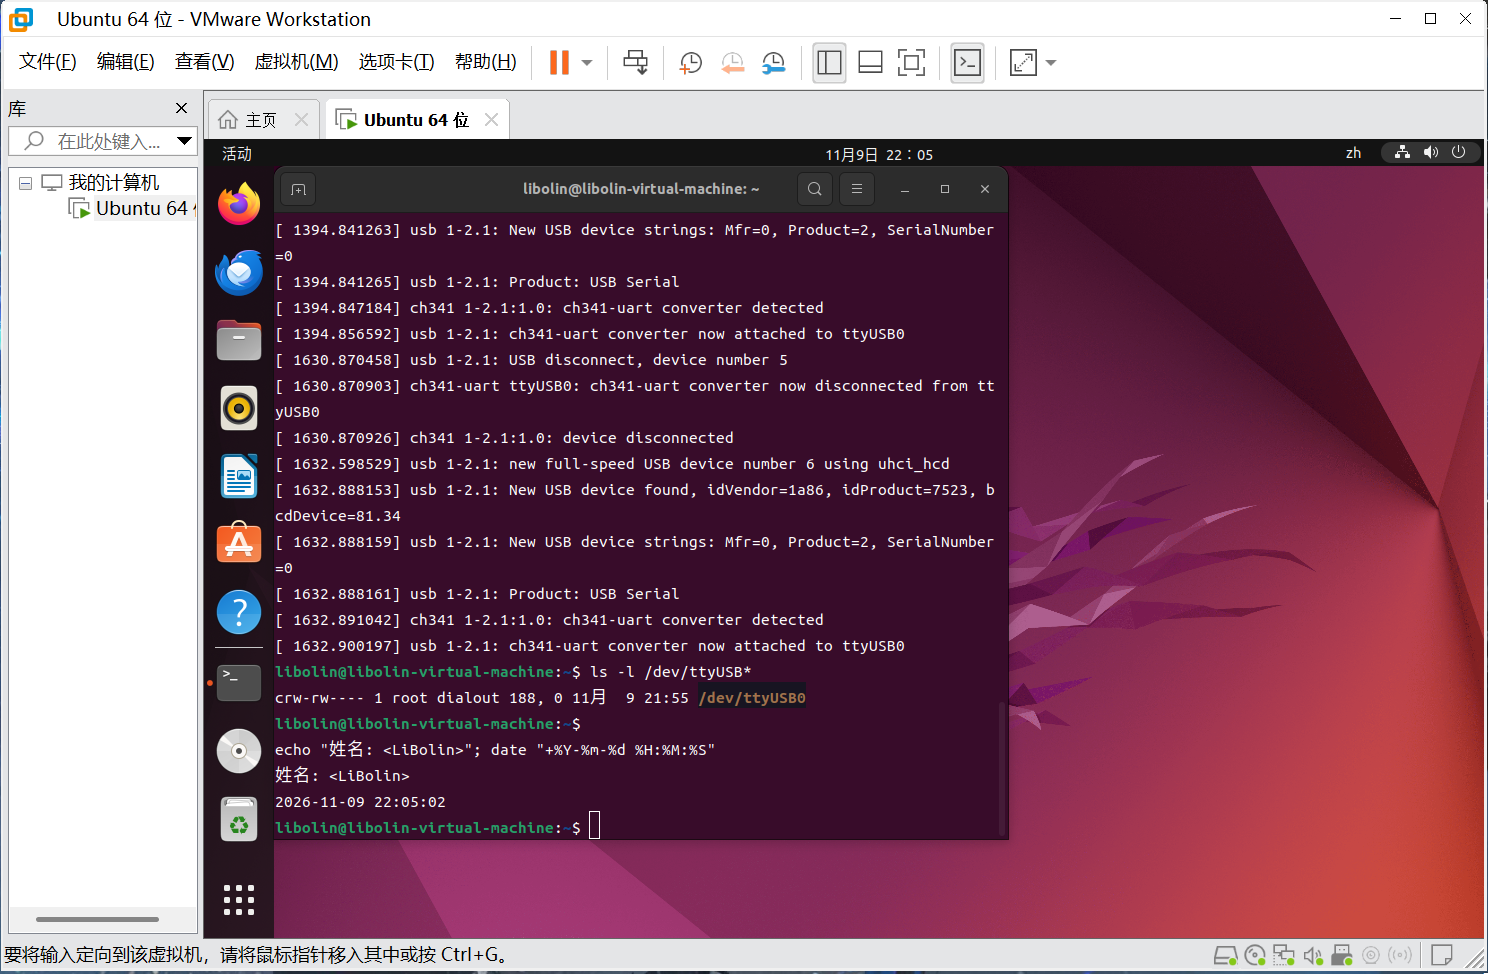 Ubuntu 64 位 - VMware Workstation
文件(F) 编辑(E) 查看(V) 虚拟机(M) 选项卡(T) 帮助(H)
库
在此处键入...
我的计算机
Ubuntu 64
主页
Ubuntu 64 位
活动
11月9日 22：05
zh
libolin@libolin-virtual-machine: ~
[ 1394.841263] usb 1-2.1: New USB device strings: Mfr=0, Product=2, SerialNumber
=0
[ 1394.841265] usb 1-2.1: Product: USB Serial
[ 1394.847184] ch341 1-2.1:1.0: ch341-uart converter detected
[ 1394.856592] usb 1-2.1: ch341-uart converter now attached to ttyUSB0
[ 1630.870458] usb 1-2.1: USB disconnect, device number 5
[ 1630.870903] ch341-uart ttyUSB0: ch341-uart converter now disconnected from tt
yUSB0
[ 1630.870926] ch341 1-2.1:1.0: device disconnected
[ 1632.598529] usb 1-2.1: new full-speed USB device number 6 using uhci_hcd
[ 1632.888153] usb 1-2.1: New USB device found, idVendor=1a86, idProduct=7523, b
cdDevice=81.34
[ 1632.888159] usb 1-2.1: New USB device strings: Mfr=0, Product=2, SerialNumber
=0
[ 1632.888161] usb 1-2.1: Product: USB Serial
[ 1632.891042] ch341 1-2.1:1.0: ch341-uart converter detected
[ 1632.900197] usb 1-2.1: ch341-uart converter now attached to ttyUSB0
libolin@libolin-virtual-machine:~$ ls -l /dev/ttyUSB*
crw-rw---- 1 root dialout 188, 0 11月  9 21:55 /dev/ttyUSB0
libolin@libolin-virtual-machine:~$
echo "姓名: <LiBolin>"; date "+%Y-%m-%d %H:%M:%S"
姓名: <LiBolin>
2026-11-09 22:05:02
libolin@libolin-virtual-machine:~$
要将输入定向到该虚拟机，请将鼠标指针移入其中或按 Ctrl+G。